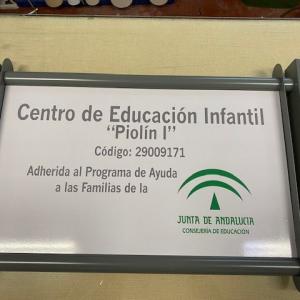 Centro de Educación Infantil
“Piolín I”
Código: 29009171
Adherida al Programa de Ayuda
a las Familias de la
JUNTA DE ANDALUCIA
CONSEJERÍA DE EDUCACIÓN